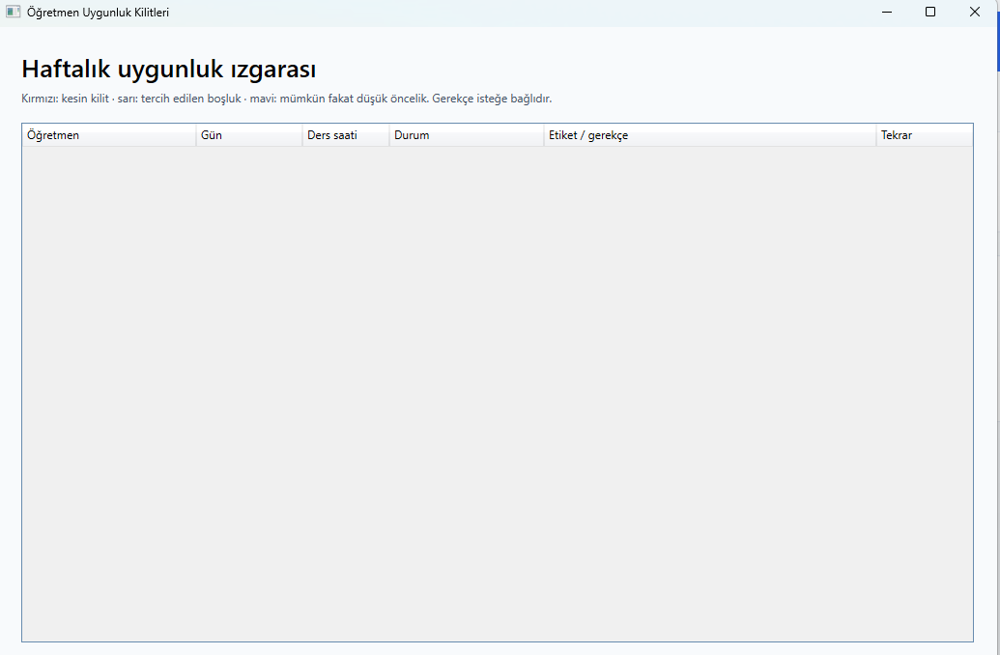 Öğretmen Uygunluk Kilitleri
Haftalık uygunluk ızgarası
Kırmızı: kesin kilit · sarı: tercih edilen boşluk · mavi: mümkün fakat düşük öncelik. Gerekçe isteğe bağlıdır.
Öğretmen Gün Ders saati Durum Etiket / gerekçe Tekrar